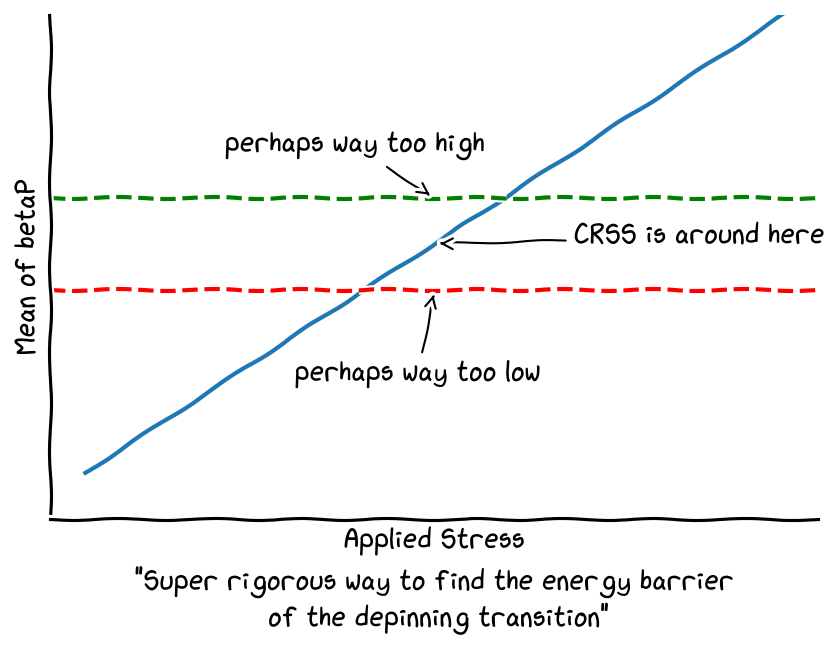 perhaps way too high
CRSS is around here
perhaps way too low
Mean of betaP
Applied Stress
"Super rigorous way to find the energy barrier
of the depinning transition"